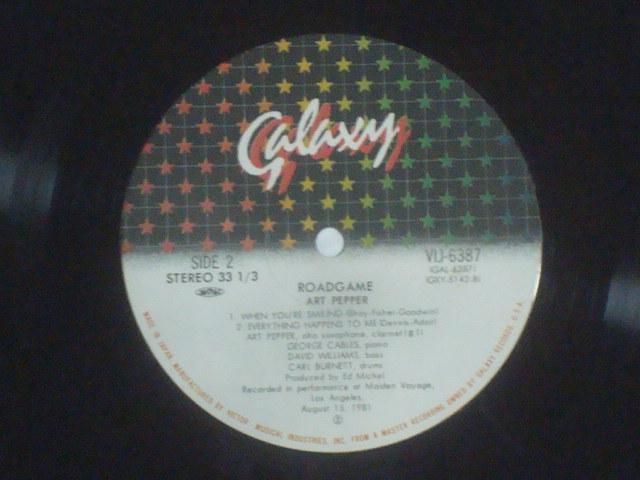 Galaxy
SIDE 2
STEREO 33 1/3
VIJ-6387
(GAL-6387)
(GXY-5142-B)
ROADGAME
ART PEPPER
1. WHEN YOU'RE SMILING (Shay-Fisher-Goodwin)
2. EVERYTHING HAPPENS TO ME (Dennis-Adair)
ART PEPPER, alto saxophone, clarinet (#1)
GEORGE CABLES, piano
DAVID WILLIAMS, bass
CARL BURNETT, drums
Produced by Ed Michel
Recorded in performance at Maiden Voyage,
Los Angeles,
August 15, 1981
Ⓟ
MADE IN JAPAN, MANUFACTURED BY VICTOR MUSICAL INDUSTRIES, INC. FROM A MASTER RECORDING OWNED BY GALAXY RECORDS, U.S.A.